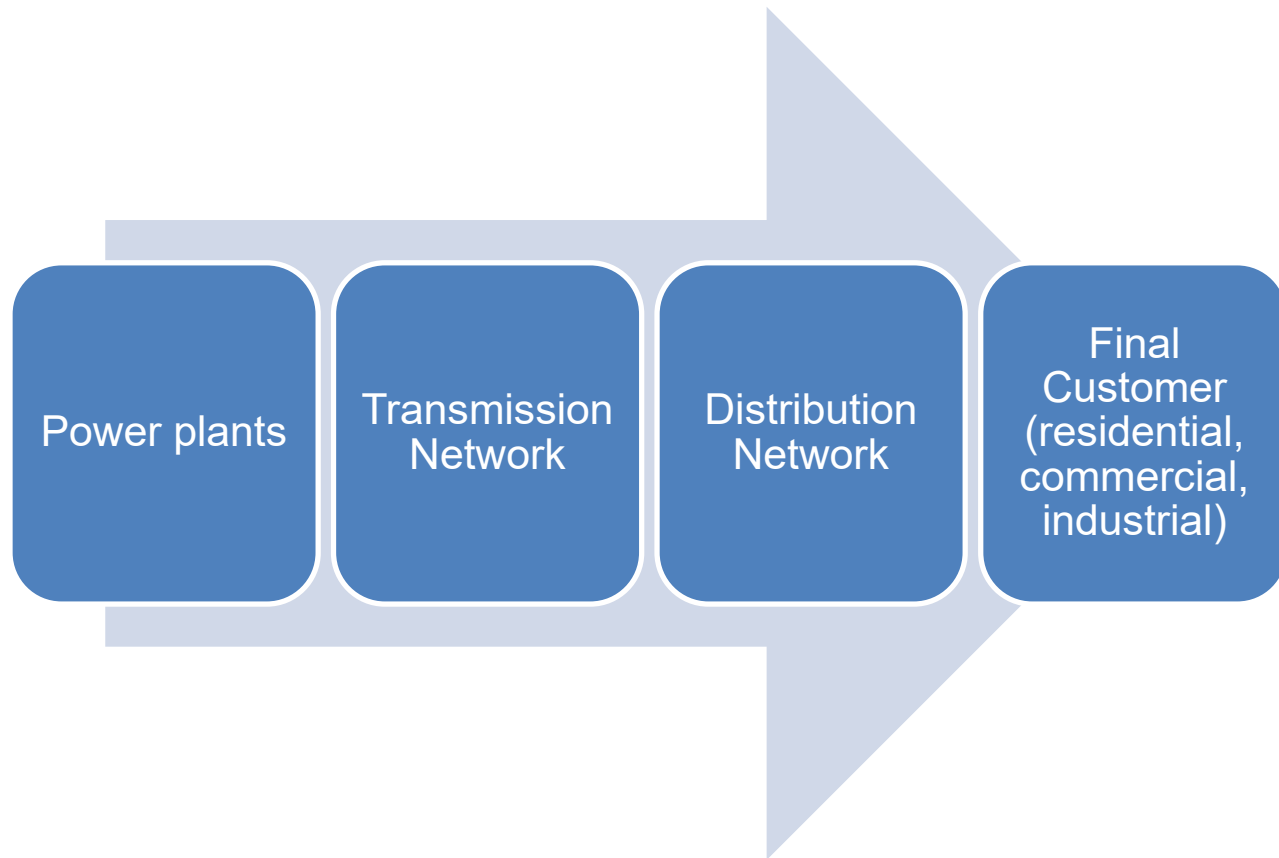 Power plants
Transmission
Network
Distribution
Network
Final
Customer
(residential,
commercial,
industrial)